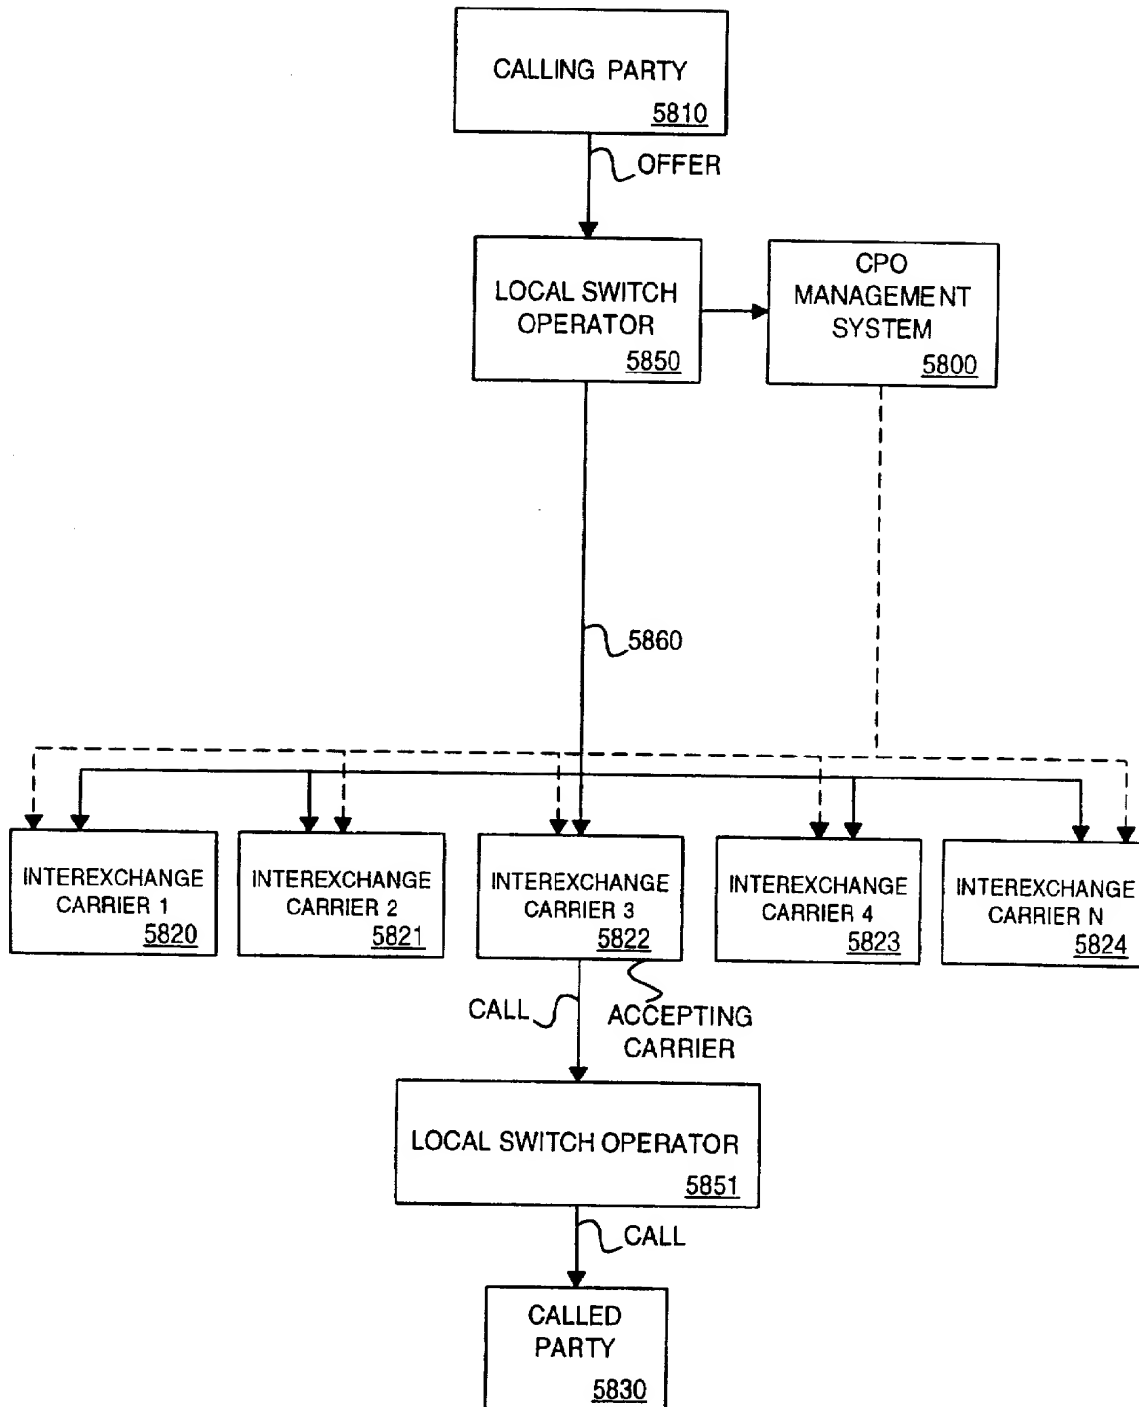 CALLING PARTY
5810
OFFER
LOCAL SWITCH
OPERATOR
5850
CPO
MANAGEMENT
SYSTEM
5800
5860
INTEREXCHANGE
CARRIER 1
5820
INTEREXCHANGE
CARRIER 2
5821
INTEREXCHANGE
CARRIER 3
5822
INTEREXCHANGE
CARRIER 4
5823
INTEREXCHANGE
CARRIER N
5824
CALL
ACCEPTING
CARRIER
LOCAL SWITCH OPERATOR
5851
CALL
CALLED
PARTY
5830